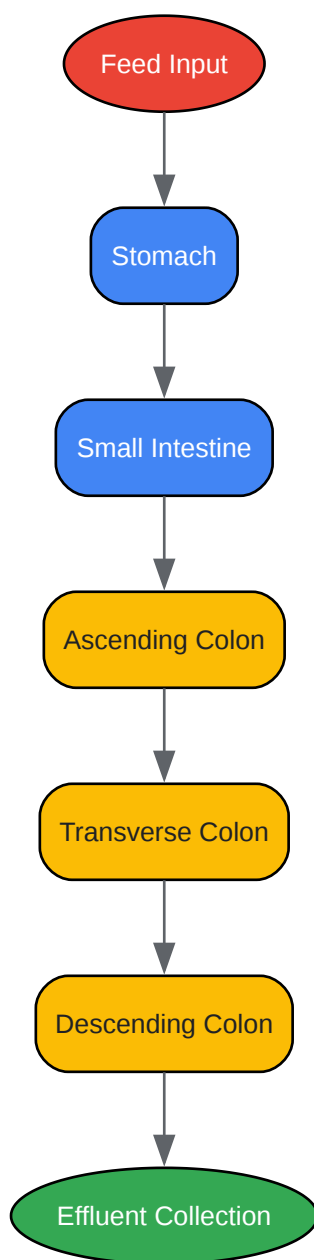 Feed Input
Stomach
Small Intestine
Ascending Colon
Transverse Colon
Descending Colon
Effluent Collection